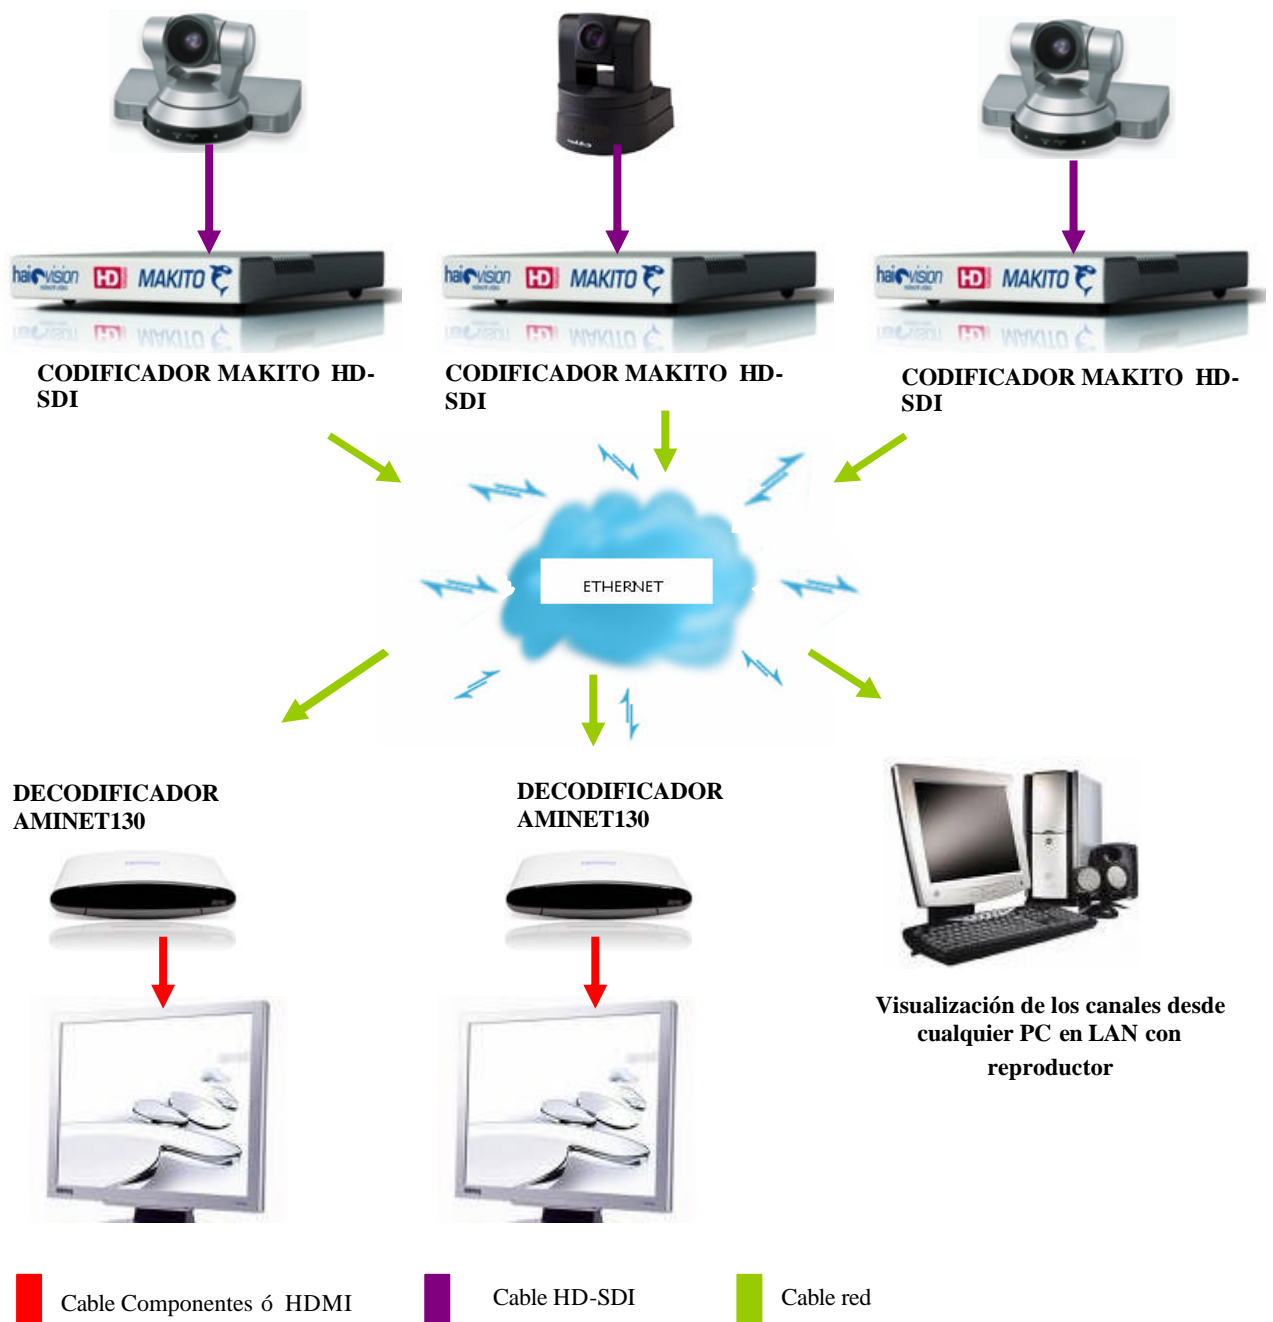 haivision HD MAKITO
haivision HD MAKITO
haivision HD MAKITO
CODIFICADOR MAKITO HD-
SDI
CODIFICADOR MAKITO HD-
SDI
CODIFICADOR MAKITO HD-
SDI
ETHERNET
DECODIFICADOR
AMINET130
DECODIFICADOR
AMINET130
Visualización de los canales desde
cualquier PC en LAN con
reproductor
Cable Componentes ó HDMI
Cable HD-SDI
Cable red